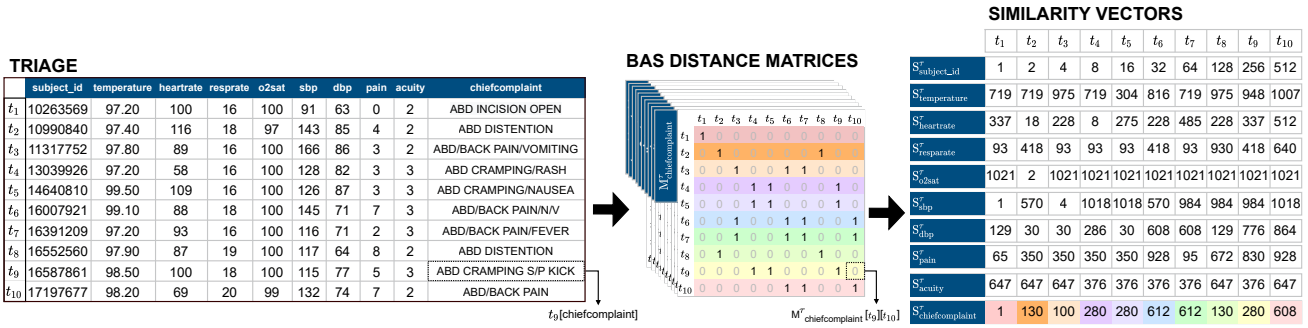 TRIAGE
subject_id temperature heartrate resprate o2sat sbp dbp pain acuity chiefcomplaint
t1 10263569 97.20 100 16 100 91 63 0 2 ABD INCISION OPEN
t2 10990840 97.40 116 18 97 143 85 4 2 ABD DISTENTION
t3 11317752 97.80 89 16 100 166 86 3 2 ABD/BACK PAIN/VOMITING
t4 13039926 97.20 58 16 100 128 82 3 3 ABD CRAMPING/RASH
t5 14640810 99.50 109 16 100 126 87 3 3 ABD CRAMPING/NAUSEA
t6 16007921 99.10 88 18 100 145 71 7 3 ABD/BACK PAIN/N/V
t7 16391209 97.20 93 16 100 116 71 2 3 ABD/BACK PAIN/FEVER
t8 16552560 97.90 87 19 100 117 64 8 2 ABD DISTENTION
t9 16587861 98.50 100 18 100 115 77 5 3 ABD CRAMPING S/P KICK
t10 17197677 98.20 69 20 99 132 74 7 2 ABD/BACK PAIN
t9[chiefcomplaint]
BAS DISTANCE MATRICES
M𝒯chiefcomplaint
t1 t2 t3 t4 t5 t6 t7 t8 t9 t10
t1 1 0 0 0 0 0 0 0 0 0
t2 0 1 0 0 0 0 0 1 0 0
t3 0 0 1 0 0 1 1 0 0 0
t4 0 0 0 1 1 0 0 0 1 0
t5 0 0 0 1 1 0 0 0 1 0
t6 0 0 1 0 0 1 1 0 0 1
t7 0 0 1 0 0 1 1 0 0 1
t8 0 1 0 0 0 0 0 1 0 0
t9 0 0 0 1 1 0 0 0 1 0
t10 0 0 0 0 0 1 1 0 0 1
M𝒯chiefcomplaint[t9][t10]
SIMILARITY VECTORS
t1 t2 t3 t4 t5 t6 t7 t8 t9 t10
S𝒯subject_id 1 2 4 8 16 32 64 128 256 512
S𝒯temperature 719 719 975 719 304 816 719 975 948 1007
S𝒯heartrate 337 18 228 8 275 228 485 228 337 512
S𝒯resparate 93 418 93 93 93 418 93 930 418 640
S𝒯o2sat 1021 2 1021 1021 1021 1021 1021 1021 1021 1021
S𝒯sbp 1 570 4 1018 1018 570 984 984 984 1018
S𝒯dbp 129 30 30 286 30 608 608 129 776 864
S𝒯pain 65 350 350 350 350 928 95 672 830 928
S𝒯acuity 647 647 647 376 376 376 376 647 376 647
S𝒯chiefcomplaint 1 130 100 280 280 612 612 130 280 608